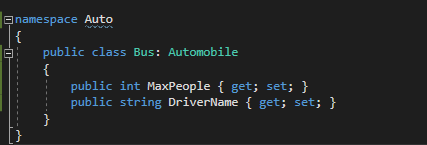 namespace Auto
{
    public class Bus: Automobile
    {
        public int MaxPeople { get; set; }
        public string DriverName { get; set; }
    }
}